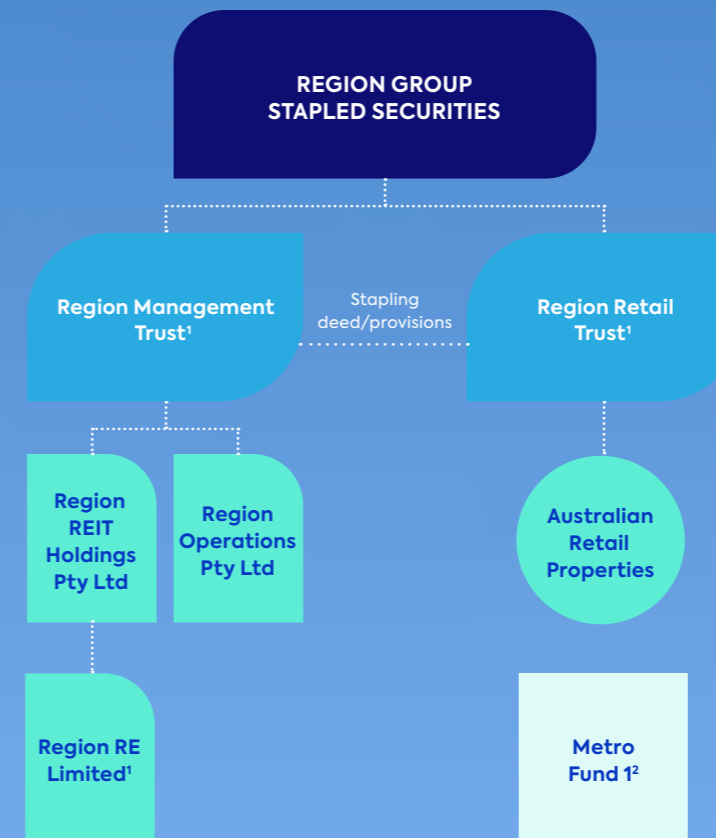 REGION GROUP
STAPLED SECURITIES
Region Management
Trust¹
Stapling
deed/provisions
Region Retail
Trust¹
Region
REIT
Holdings
Pty Ltd
Region
Operations
Pty Ltd
Australian
Retail
Properties
Region RE
Limited¹
Metro
Fund 1²